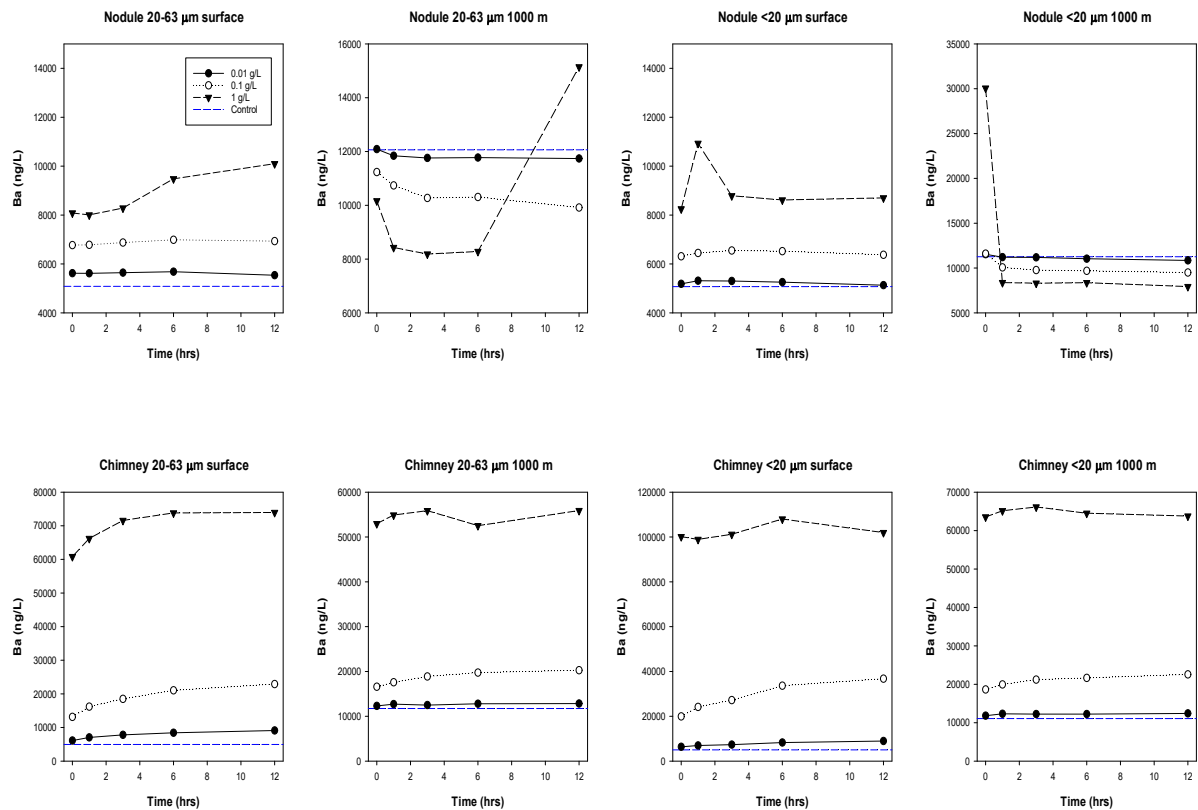 Nodule 20-63 μm surface
Ba (ng/L)
14000
12000
10000
8000
6000
4000
0.01 g/L
0.1 g/L
1 g/L
Control
0 2 4 6 8 10 12
Time (hrs)
Nodule 20-63 μm 1000 m
Ba (ng/L)
16000
14000
12000
10000
8000
6000
0 2 4 6 8 10 12
Time (hrs)
Nodule <20 μm surface
Ba (ng/L)
14000
12000
10000
8000
6000
4000
0 2 4 6 8 10 12
Time (hrs)
Nodule <20 μm 1000 m
Ba (ng/L)
35000
30000
25000
20000
15000
10000
5000
0 2 4 6 8 10 12
Time (hrs)
Chimney 20-63 μm surface
Ba (ng/L)
80000
70000
60000
50000
40000
30000
20000
10000
0
0 2 4 6 8 10 12
Time (hrs)
Chimney 20-63 μm 1000 m
Ba (ng/L)
60000
50000
40000
30000
20000
10000
0
0 2 4 6 8 10 12
Time (hrs)
Chimney <20 μm surface
Ba (ng/L)
120000
100000
80000
60000
40000
20000
0
0 2 4 6 8 10 12
Time (hrs)
Chimney <20 μm 1000 m
Ba (ng/L)
70000
60000
50000
40000
30000
20000
10000
0
0 2 4 6 8 10 12
Time (hrs)